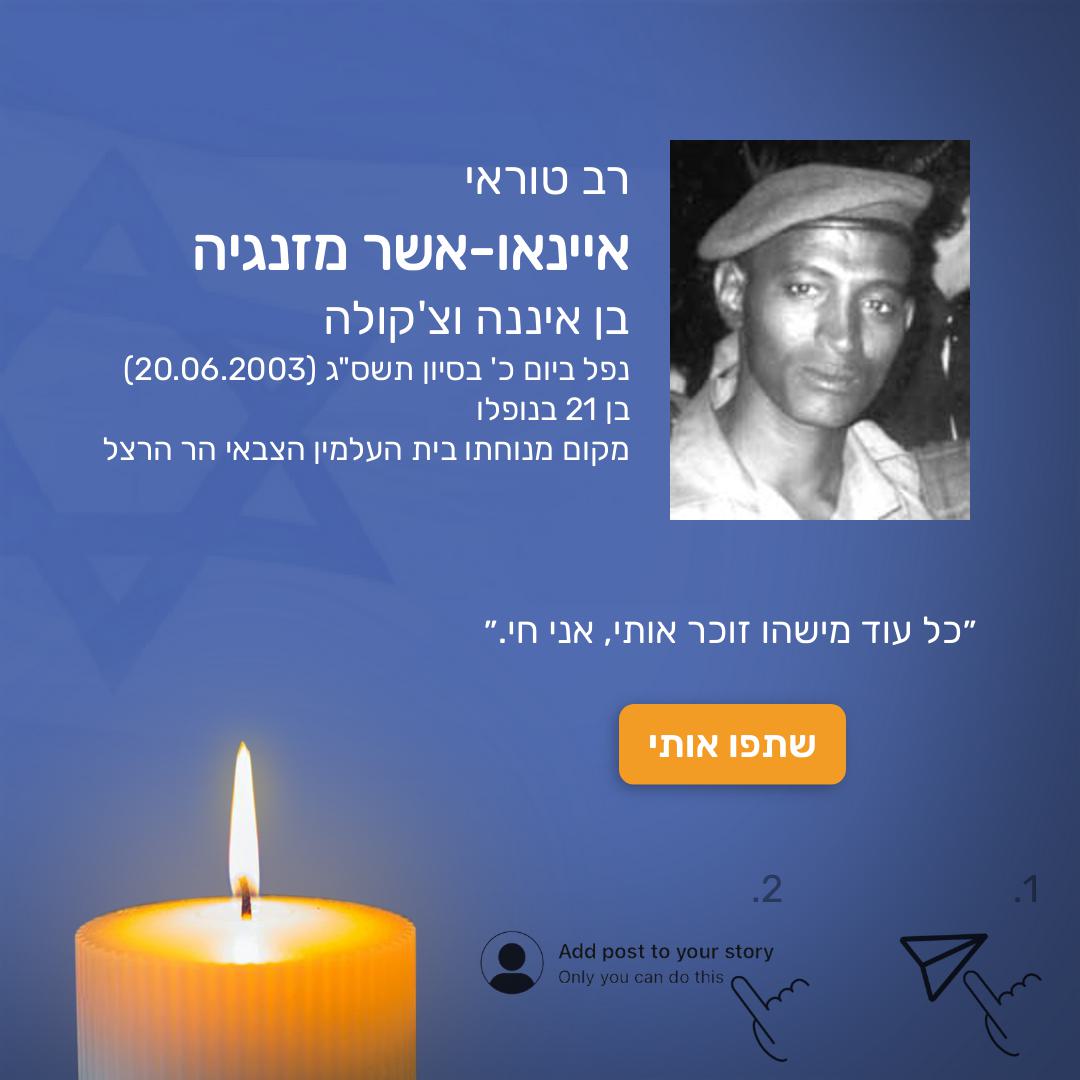 רב טוראי
איינאו-אשר מזנגיה
בן איננה וצ'קולה
נפל ביום כ' בסיון תשס"ג (20.06.2003)
בן 21 בנופלו
מקום מנוחתו בית העלמין הצבאי הר הרצל
״כל עוד מישהו זוכר אותי, אני חי.״
שתפו אותי
1.
2.
Add post to your story
Only you can do this